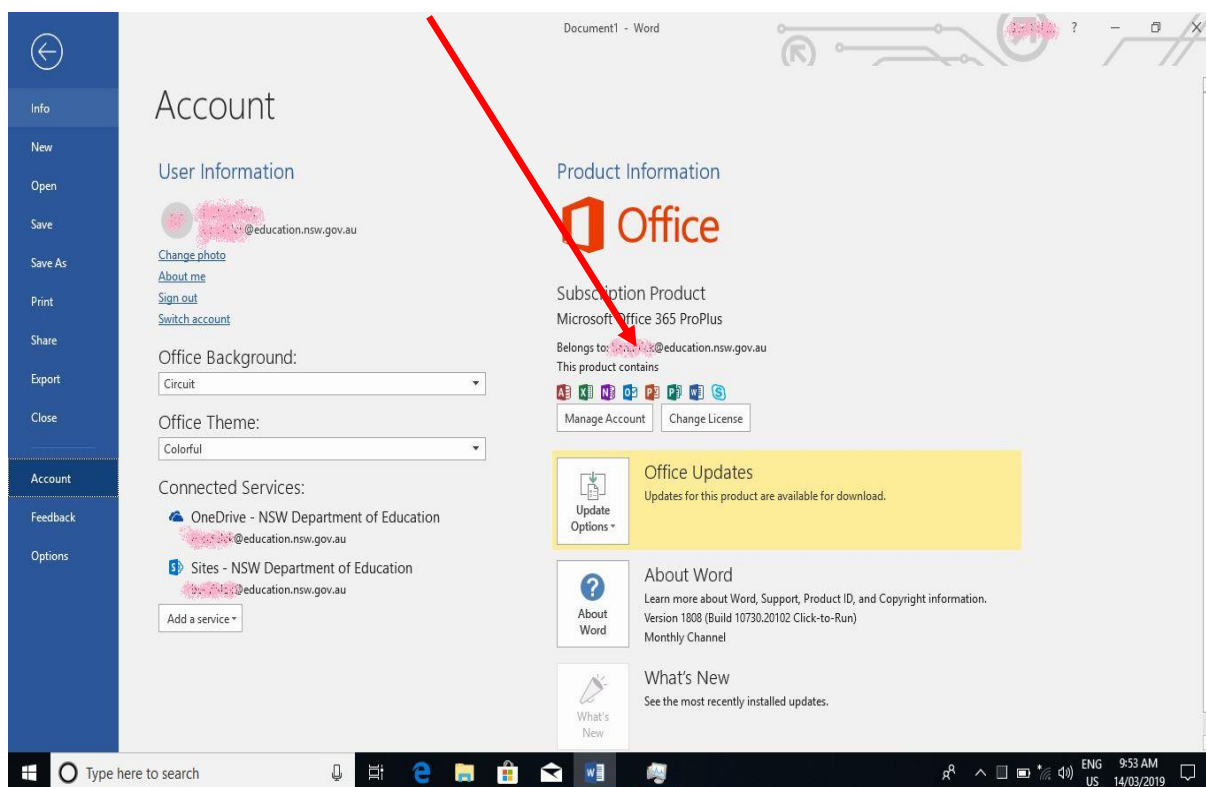 Document1 - Word
?
Info
New
Open
Save
Save As
Print
Share
Export
Close
Account
Feedback
Options
Account
User Information
@education.nsw.gov.au
Change photo
About me
Sign out
Switch account
Office Background:
Circuit
Office Theme:
Colorful
Connected Services:
OneDrive - NSW Department of Education
@education.nsw.gov.au
Sites - NSW Department of Education
@education.nsw.gov.au
Add a service
Product Information
Office
Subscription Product
Microsoft Office 365 ProPlus
Belongs to: @education.nsw.gov.au
This product contains
Manage Account
Change License
Update
Options
Office Updates
Updates for this product are available for download.
About
Word
About Word
Learn more about Word, Support, Product ID, and Copyright information.
Version 1808 (Build 10730.20102 Click-to-Run)
Monthly Channel
What's
New
What's New
See the most recently installed updates.
Type here to search
ENG
US
9:53 AM
14/03/2019